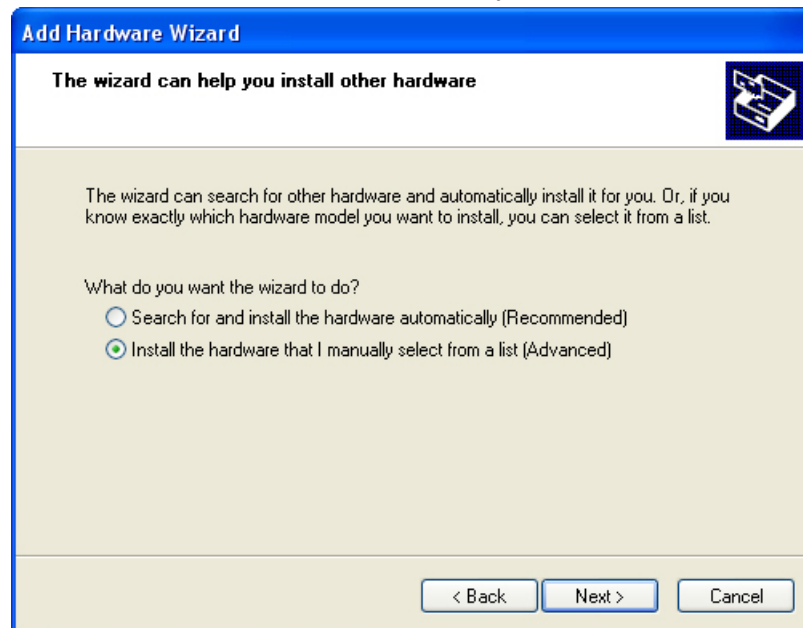 Add Hardware Wizard
The wizard can help you install other hardware
The wizard can search for other hardware and automatically install it for you. Or, if you
know exactly which hardware model you want to install, you can select it from a list.
What do you want the wizard to do?
Search for and install the hardware automatically (Recommended)
Install the hardware that I manually select from a list (Advanced)
< Back Next > Cancel